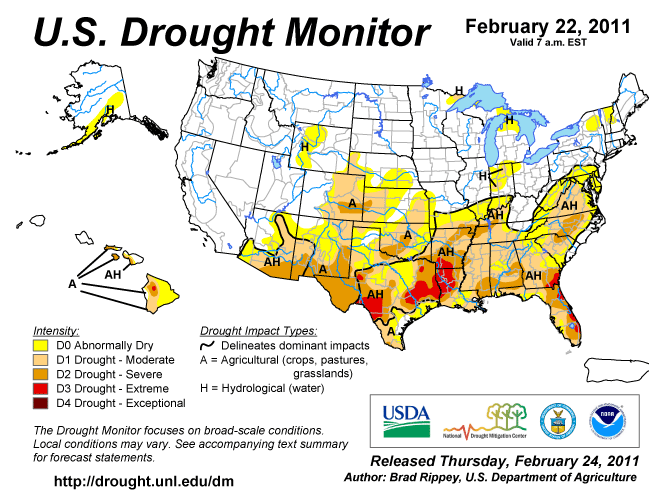 U.S. Drought Monitor
February 22, 2011
Valid 7 a.m. EST
H
H
H
H
H
A
AH
AH
A
AH
A
AH
AH
AH
AH
A
A
AH
Intensity:
D0 Abnormally Dry
D1 Drought - Moderate
D2 Drought - Severe
D3 Drought - Extreme
D4 Drought - Exceptional
Drought Impact Types:
Delineates dominant impacts
A = Agricultural (crops, pastures,
grasslands)
H = Hydrological (water)
The Drought Monitor focuses on broad-scale conditions.
Local conditions may vary. See accompanying text summary
for forecast statements.
http://drought.unl.edu/dm
USDA
National Drought Mitigation Center
NOAA
Released Thursday, February 24, 2011
Author: Brad Rippey, U.S. Department of Agriculture